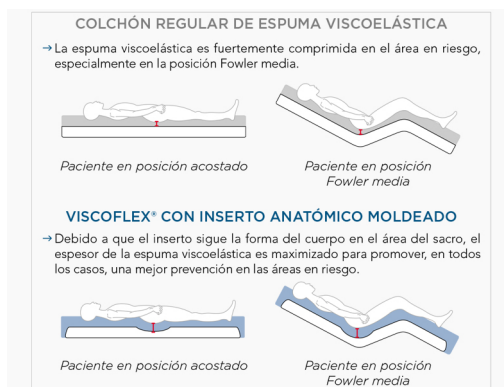 COLCHÓN REGULAR DE ESPUMA VISCOELÁSTICA
→ La espuma viscoelástica es fuertemente comprimida en el área en riesgo,
especialmente en la posición Fowler media.
Paciente en posición acostado
Paciente en posición
Fowler media
VISCOFLEX® CON INSERTO ANATÓMICO MOLDEADO
→ Debido a que el inserto sigue la forma del cuerpo en el área del sacro, el
espesor de la espuma viscoelástica es maximizado para promover, en todos
los casos, una mejor prevención en las áreas en riesgo.
Paciente en posición acostado
Paciente en posición
Fowler media